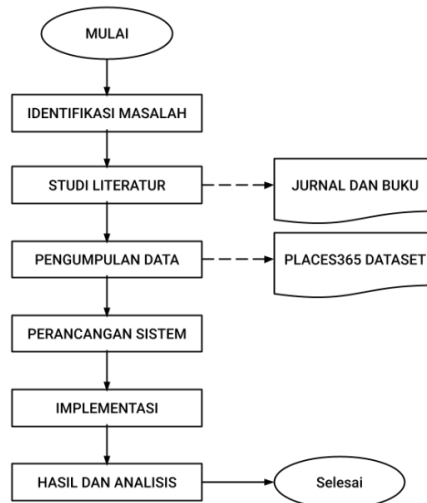 MULAI
IDENTIFIKASI MASALAH
STUDI LITERATUR
JURNAL DAN BUKU
PENGUMPULAN DATA
PLACES365 DATASET
PERANCANGAN SISTEM
IMPLEMENTASI
HASIL DAN ANALISIS
Selesai